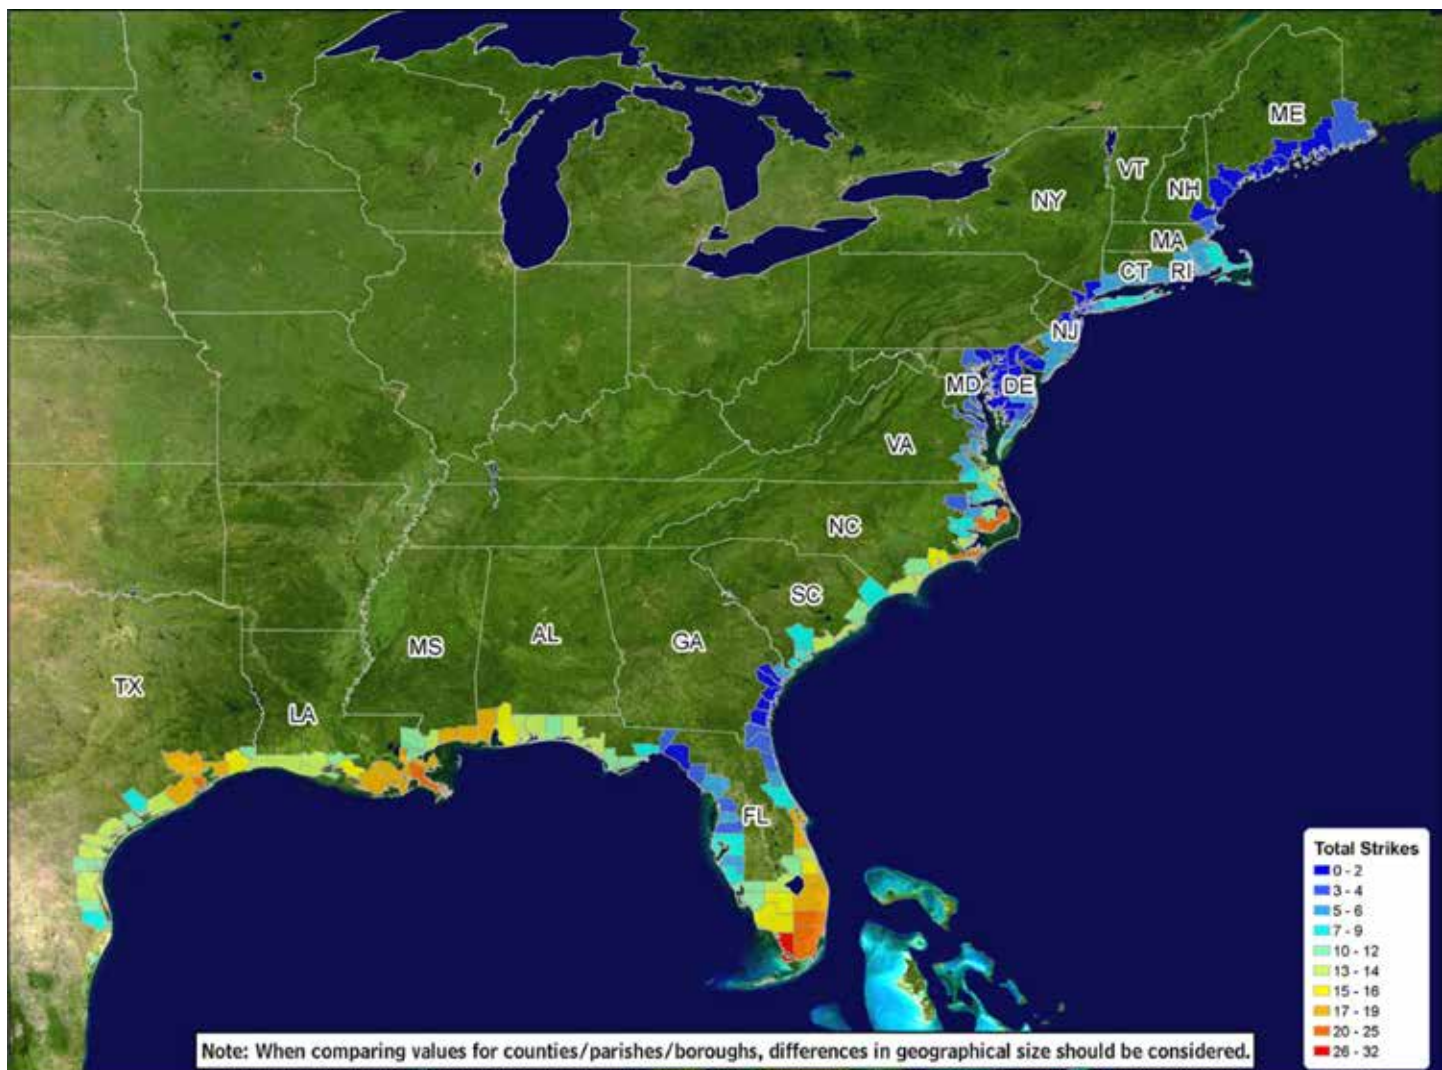 ME
VT
NH
NY
MA
CT RI
NJ
MD DE
VA
NC
SC
MS AL GA
TX
LA
FL
Total Strikes
0 - 2
3 - 4
5 - 6
7 - 9
10 - 12
13 - 14
15 - 16
17 - 19
20 - 25
26 - 32
Note: When comparing values for counties/parishes/boroughs, differences in geographical size should be considered.